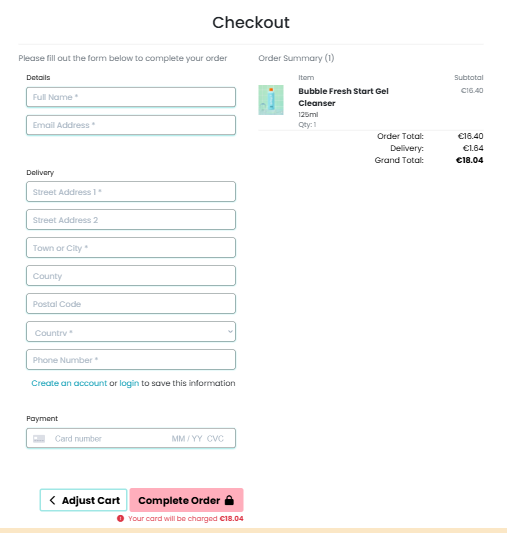 Checkout
Please fill out the form below to complete your order
Details
Full Name *
Email Address *
Delivery
Street Address 1 *
Street Address 2
Town or City *
County
Postal Code
Country *
Phone Number *
Create an account or login to save this information
Payment
Card number MM / YY CVC
Adjust Cart
Complete Order
Your card will be charged €18.04
Order Summary (1)
Item Subtotal
Bubble Fresh Start Gel €16.40
Cleanser
125ml
Qty: 1
Order Total: €16.40
Delivery: €1.64
Grand Total: €18.04